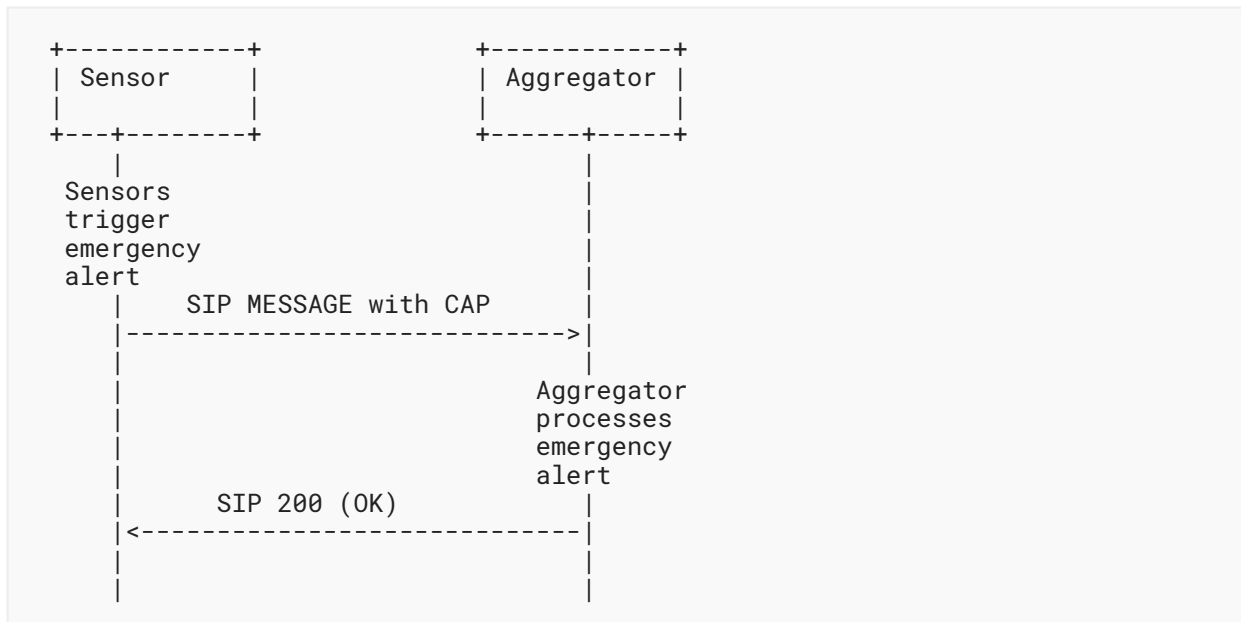 +------------+              +------------+
| Sensor     |              | Aggregator |
|            |              |            |
+---+--------+              +------+-----+
    |                              |
 Sensors                           |
 trigger                           |
 emergency                         |
 alert                             |
    |    SIP MESSAGE with CAP      |
    |----------------------------->|
    |                              |
    |                           Aggregator
    |                           processes
    |                           emergency
    |                           alert
    |      SIP 200 (OK)            |
    |<-----------------------------|
    |                              |
    |                              |